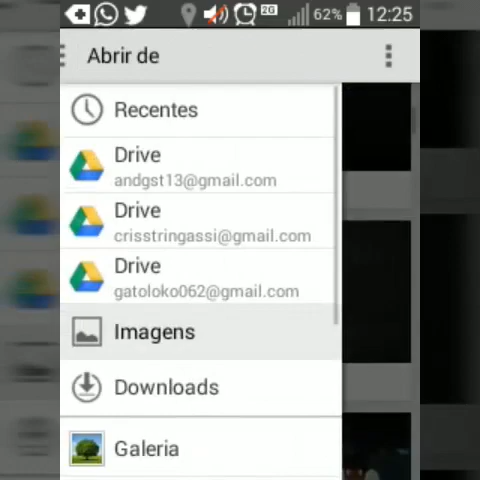 2G 62% 12:25
Abrir de
Recentes
Drive
andgst13@gmail.com
Drive
crisstringassi@gmail.com
Drive
gatoloko062@gmail.com
Imagens
Downloads
Galeria